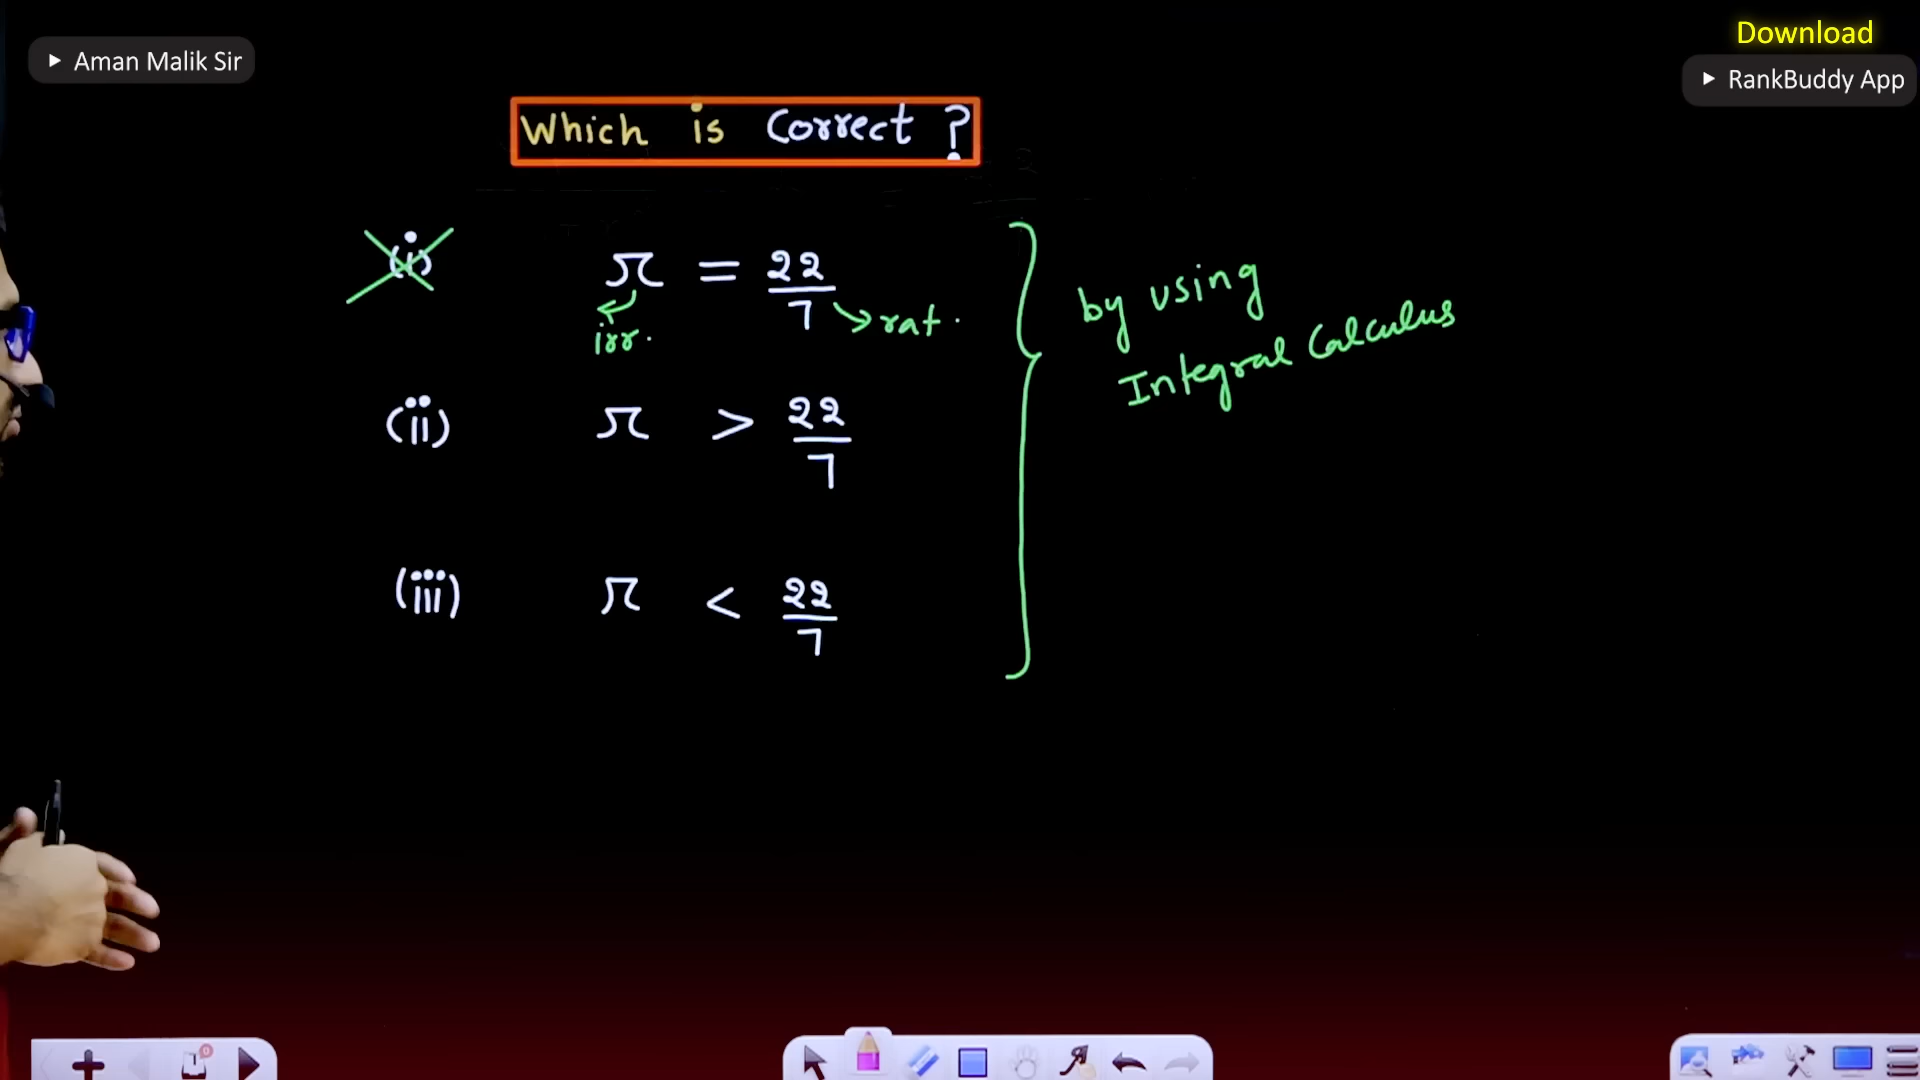 Download
Aman Malik Sir
RankBuddy App
Which is Correct ?
(i) π = 22/7
irr. rat.
(ii) π > 22/7
(iii) π < 22/7
by using
Integral Calculus
0